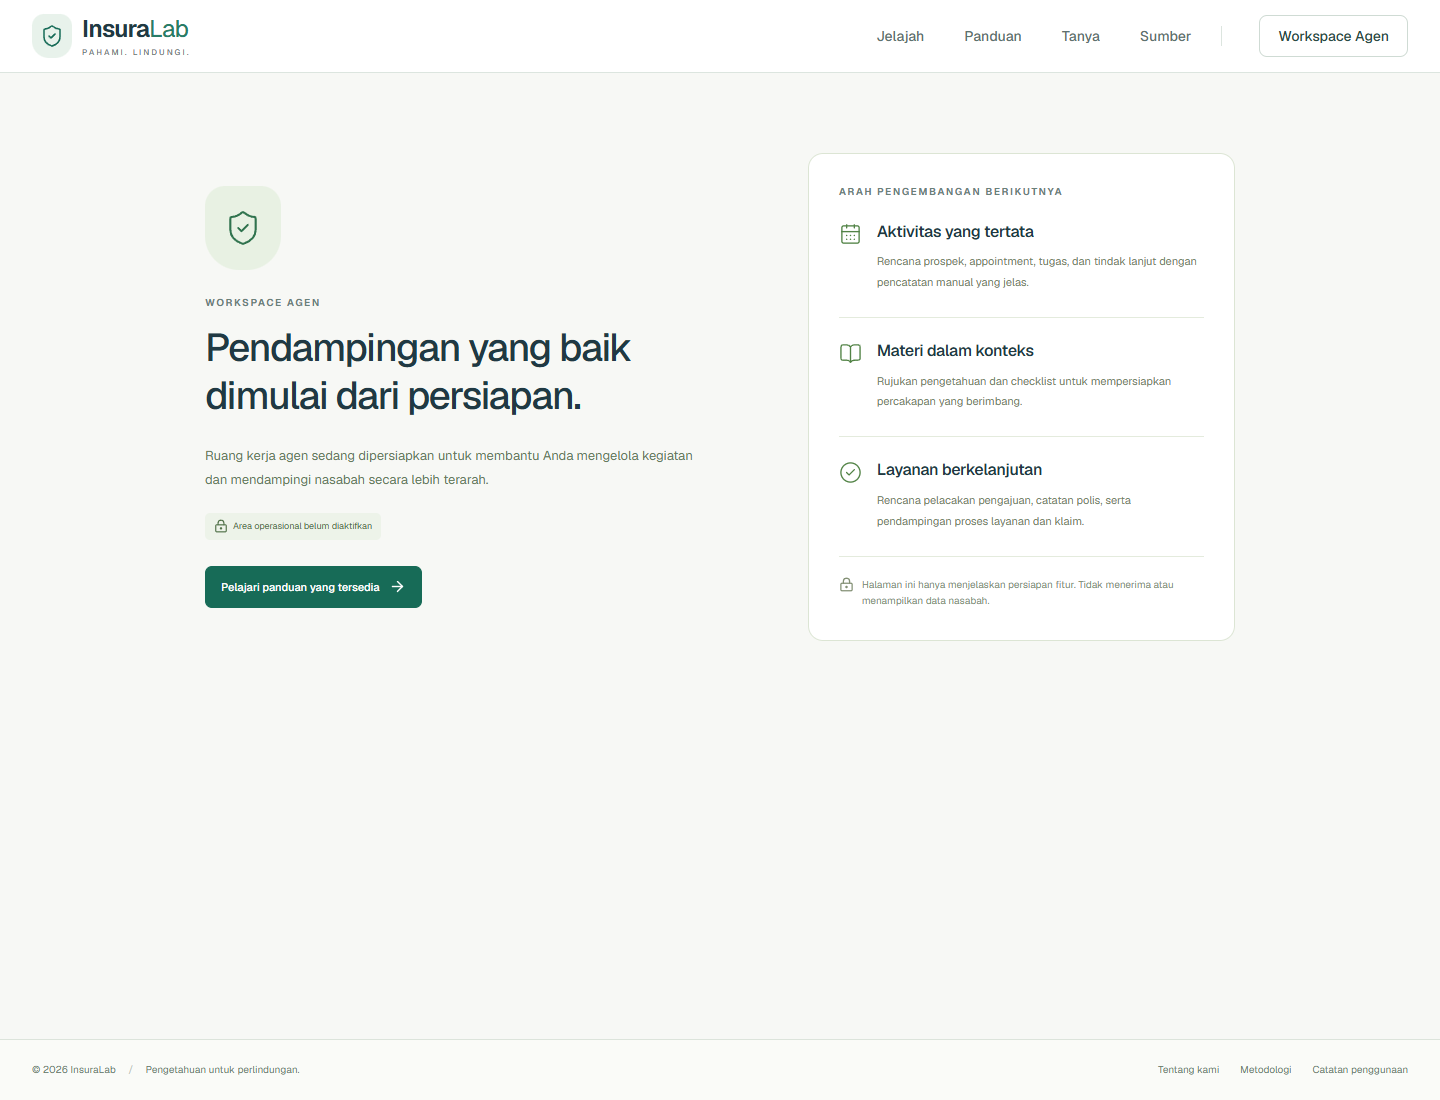 InsuraLab
PAHAMI. LINDUNGI.
Jelajah
Panduan
Tanya
Sumber
Workspace Agen
WORKSPACE AGEN
Pendampingan yang baik
dimulai dari persiapan.
Ruang kerja agen sedang dipersiapkan untuk membantu Anda mengelola kegiatan
dan mendampingi nasabah secara lebih terarah.
Area operasional belum diaktifkan
Pelajari panduan yang tersedia
ARAH PENGEMBANGAN BERIKUTNYA
Aktivitas yang tertata
Rencana prospek, appointment, tugas, dan tindak lanjut dengan
pencatatan manual yang jelas.
Materi dalam konteks
Rujukan pengetahuan dan checklist untuk mempersiapkan
percakapan yang berimbang.
Layanan berkelanjutan
Rencana pelacakan pengajuan, catatan polis, serta
pendampingan proses layanan dan klaim.
Halaman ini hanya menjelaskan persiapan fitur. Tidak menerima atau
menampilkan data nasabah.
© 2026 InsuraLab / Pengetahuan untuk perlindungan.
Tentang kami
Metodologi
Catatan penggunaan